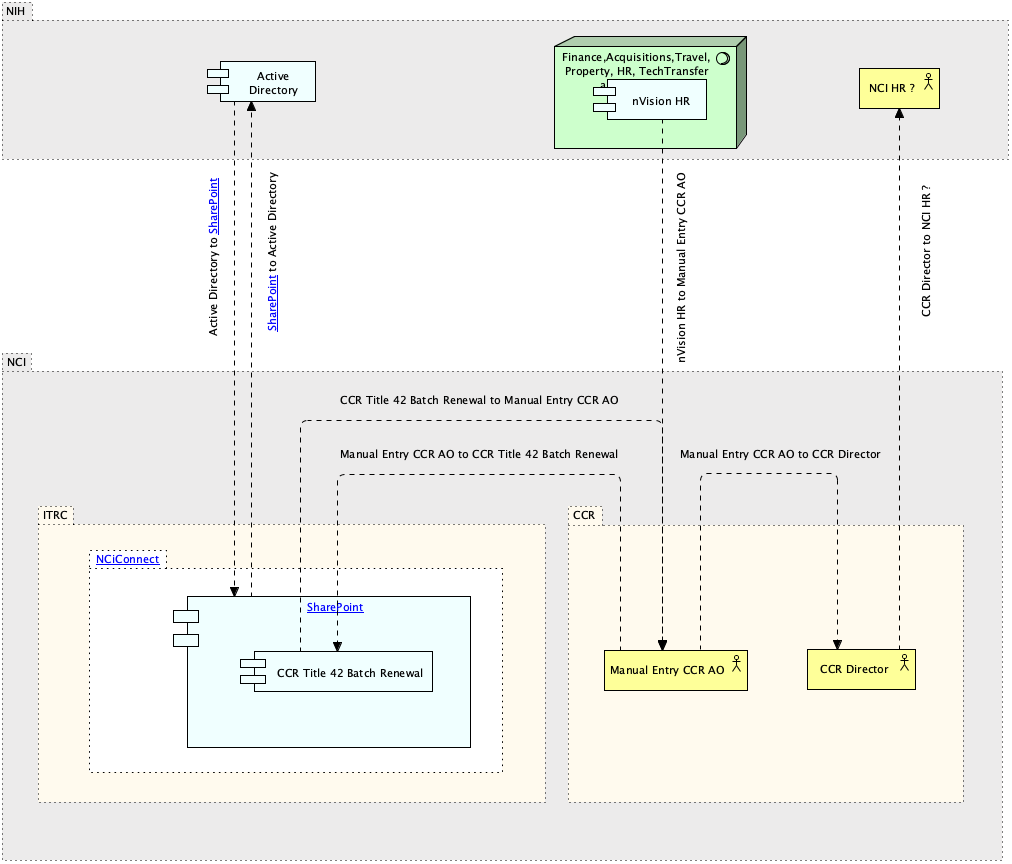 NIH
Active
Directory
Finance,Acquisitions,Travel,
Property, HR, TechTransfer
a
nVision HR
NCI HR ?
Active Directory to SharePoint
SharePoint to Active Directory
nVision HR to Manual Entry CCR AO
CCR Director to NCI HR ?
NCI
CCR Title 42 Batch Renewal to Manual Entry CCR AO
Manual Entry CCR AO to CCR Title 42 Batch Renewal
Manual Entry CCR AO to CCR Director
ITRC
CCR
NCiConnect
SharePoint
CCR Title 42 Batch Renewal
Manual Entry CCR AO
CCR Director